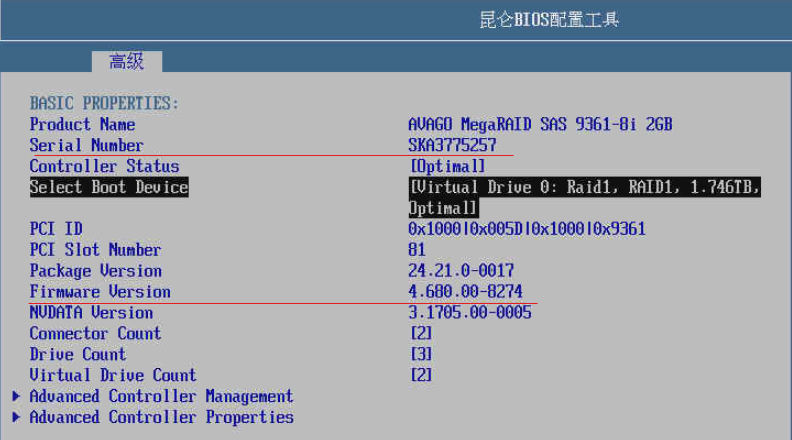 昆仑BIOS配置工具
高级
BASIC PROPERTIES:
Product Name AVAGO MegaRAID SAS 9361-8i 2GB
Serial Number SKA3775257
Controller Status [Optimal]
Select Boot Device [Virtual Drive 0: Raid1, RAID1, 1.746TB,
Optimal]
PCI ID 0x1000|0x005D|0x1000|0x9361
PCI Slot Number 81
Package Version 24.21.0-0017
Firmware Version 4.680.00-8274
NVDATA Version 3.1705.00-0005
Connector Count [2]
Drive Count [3]
Virtual Drive Count [2]
Advanced Controller Management
Advanced Controller Properties